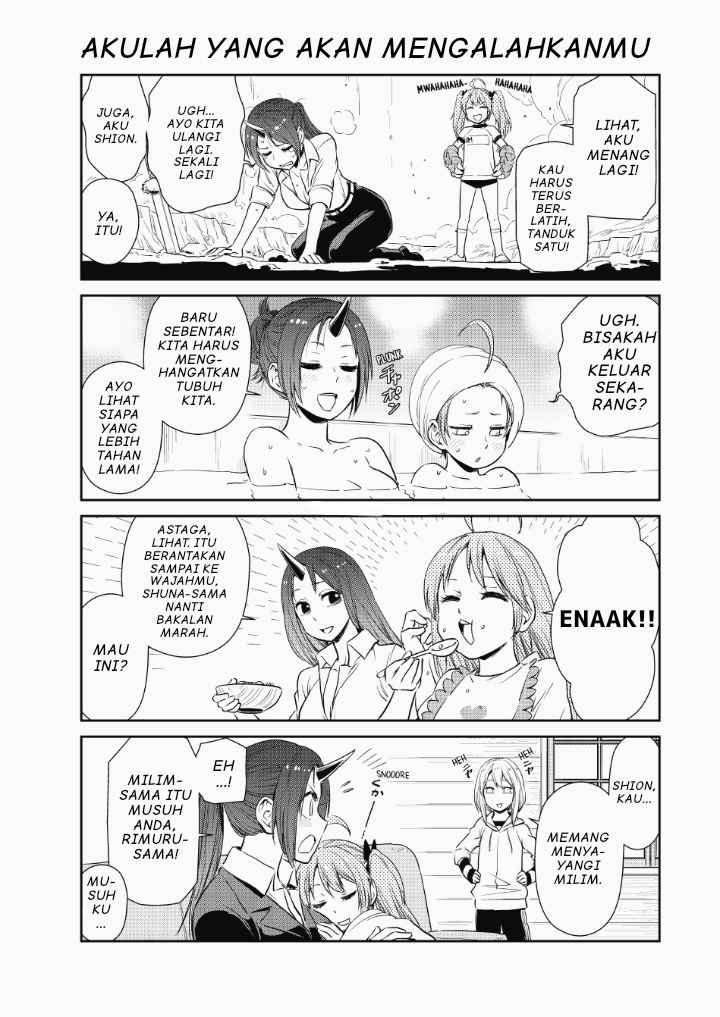 AKULAH YANG AKAN MENGALAHKANMU
LIHAT,
AKU
MENANG
LAGI!
KAU
HARUS
TERUS
BER-
LATIH,
TANDUK
SATU!
MWAHAHAHA-
HAHAHAHA
UGH...
AYO KITA
ULANGI
LAGI.
SEKALI
LAGI!
JUGA,
AKU
SHION.
YA,
ITU!
UGH.
BISAKAH
AKU
KELUAR
SEKA-
RANG?
PLUNK
チャポン
BARU
SEBENTAR!
KITA HARUS
MENG-
HANGATKAN
TUBUH
KITA.
AYO
LIHAT
SIAPA
YANG
LEBIH
TAHAN
LAMA!
ENAAK!!
ASTAGA,
LIHAT. ITU
BERANTAKAN
SAMPAI KE
WAJAHMU,
SHUNA-SAMA
NANTI
BAKALAN
MARAH.
MAU
INI?
SHION,
KAU...
MEMANG
MENYA-
YANGI
MILIM.
HEH
HEH
SNOOORE
EH
...!
MILIM-
SAMA ITU
MUSUH
ANDA,
RIMURU-
SAMA!
MU-
SUH
KU
...